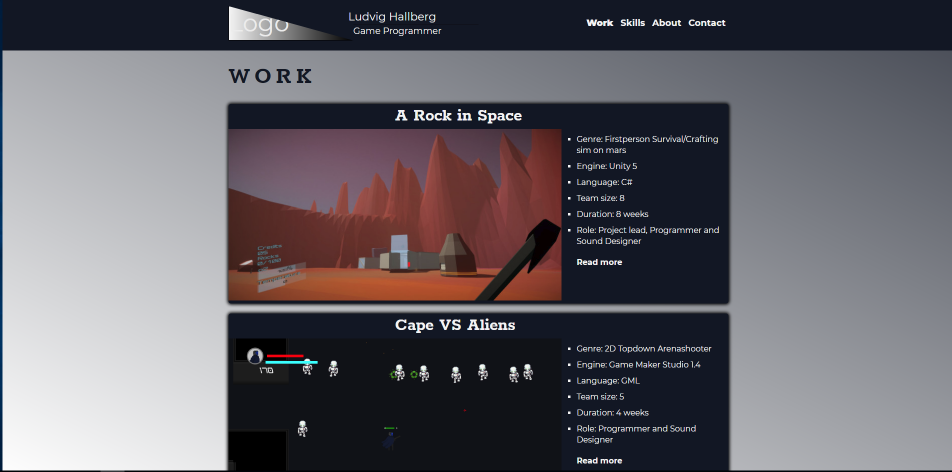 Logo
Ludvig Hallberg
Game Programmer
Work Skills About Contact
WORK
A Rock in Space
Genre: Firstperson Survival/Crafting
sim on mars
Engine: Unity 5
Language: C#
Team size: 8
Duration: 8 weeks
Role: Project lead, Programmer and
Sound Designer
Read more
Credits
Cape VS Aliens
170
Genre: 2D Topdown Arenashooter
Engine: Game Maker Studio 1.4
Language: GML
Team size: 5
Duration: 4 weeks
Role: Programmer and Sound
Designer
Read more